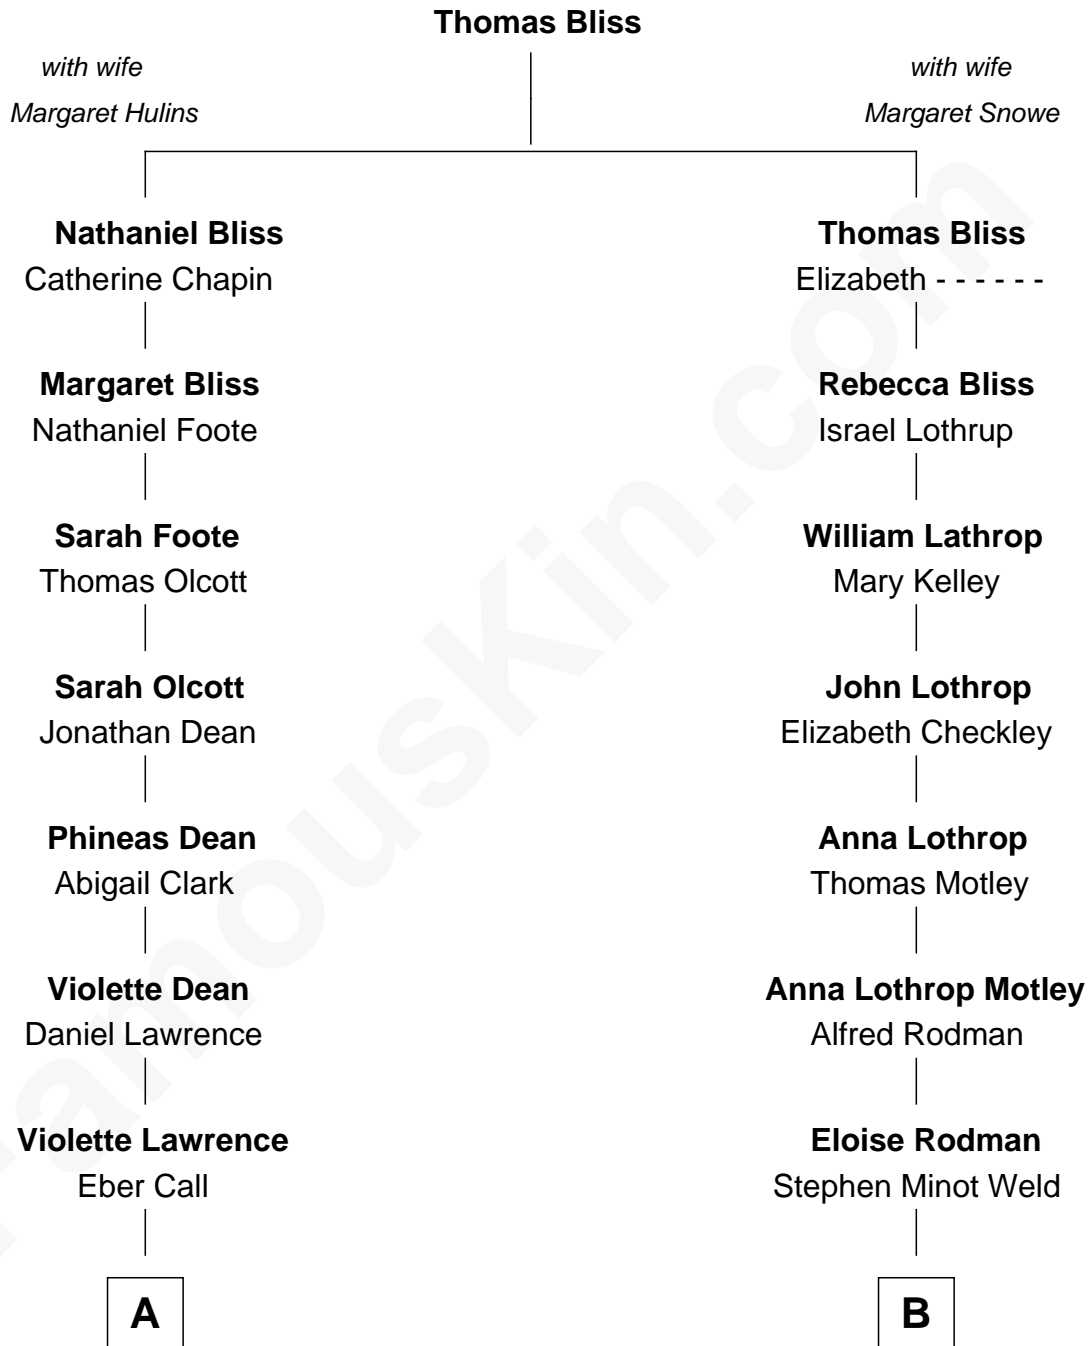 Thomas Bliss
with wife
Margaret Hulins
with wife
Margaret Snowe
Nathaniel Bliss
Catherine Chapin
Thomas Bliss
Elizabeth - - - - - -
Margaret Bliss
Nathaniel Foote
Rebecca Bliss
Israel Lothrup
Sarah Foote
Thomas Olcott
William Lathrop
Mary Kelley
Sarah Olcott
Jonathan Dean
John Lothrop
Elizabeth Checkley
Phineas Dean
Abigail Clark
Anna Lothrop
Thomas Motley
Violette Dean
Daniel Lawrence
Anna Lothrop Motley
Alfred Rodman
Violette Lawrence
Eber Call
Eloise Rodman
Stephen Minot Weld
A
B
FamousKin.com